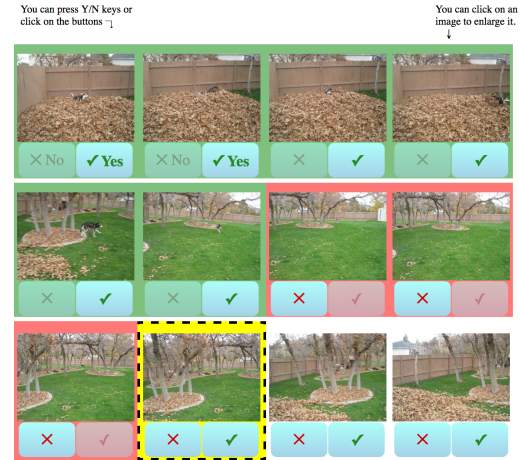 You can press Y/N keys or
click on the buttons
You can click on an
image to enlarge it.
No
Yes
No
Yes